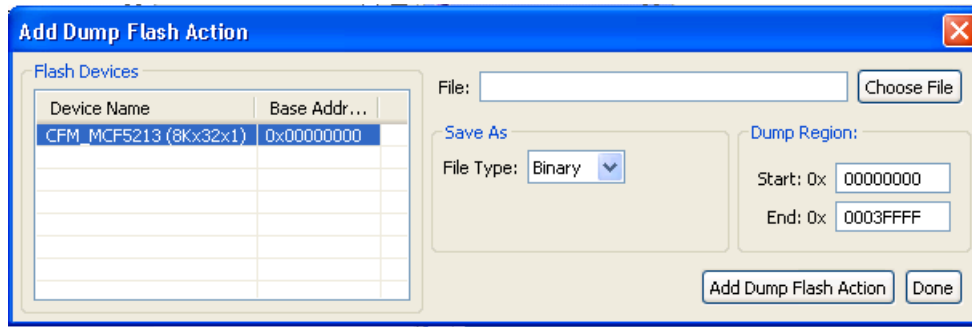 Add Dump Flash Action
Flash Devices
Device Name Base Addr...
CFM_MCF5213 (8Kx32x1) 0x00000000
File: Choose File
Save As
File Type: Binary
Dump Region:
Start: 0x 00000000
End: 0x 0003FFFF
Add Dump Flash Action Done